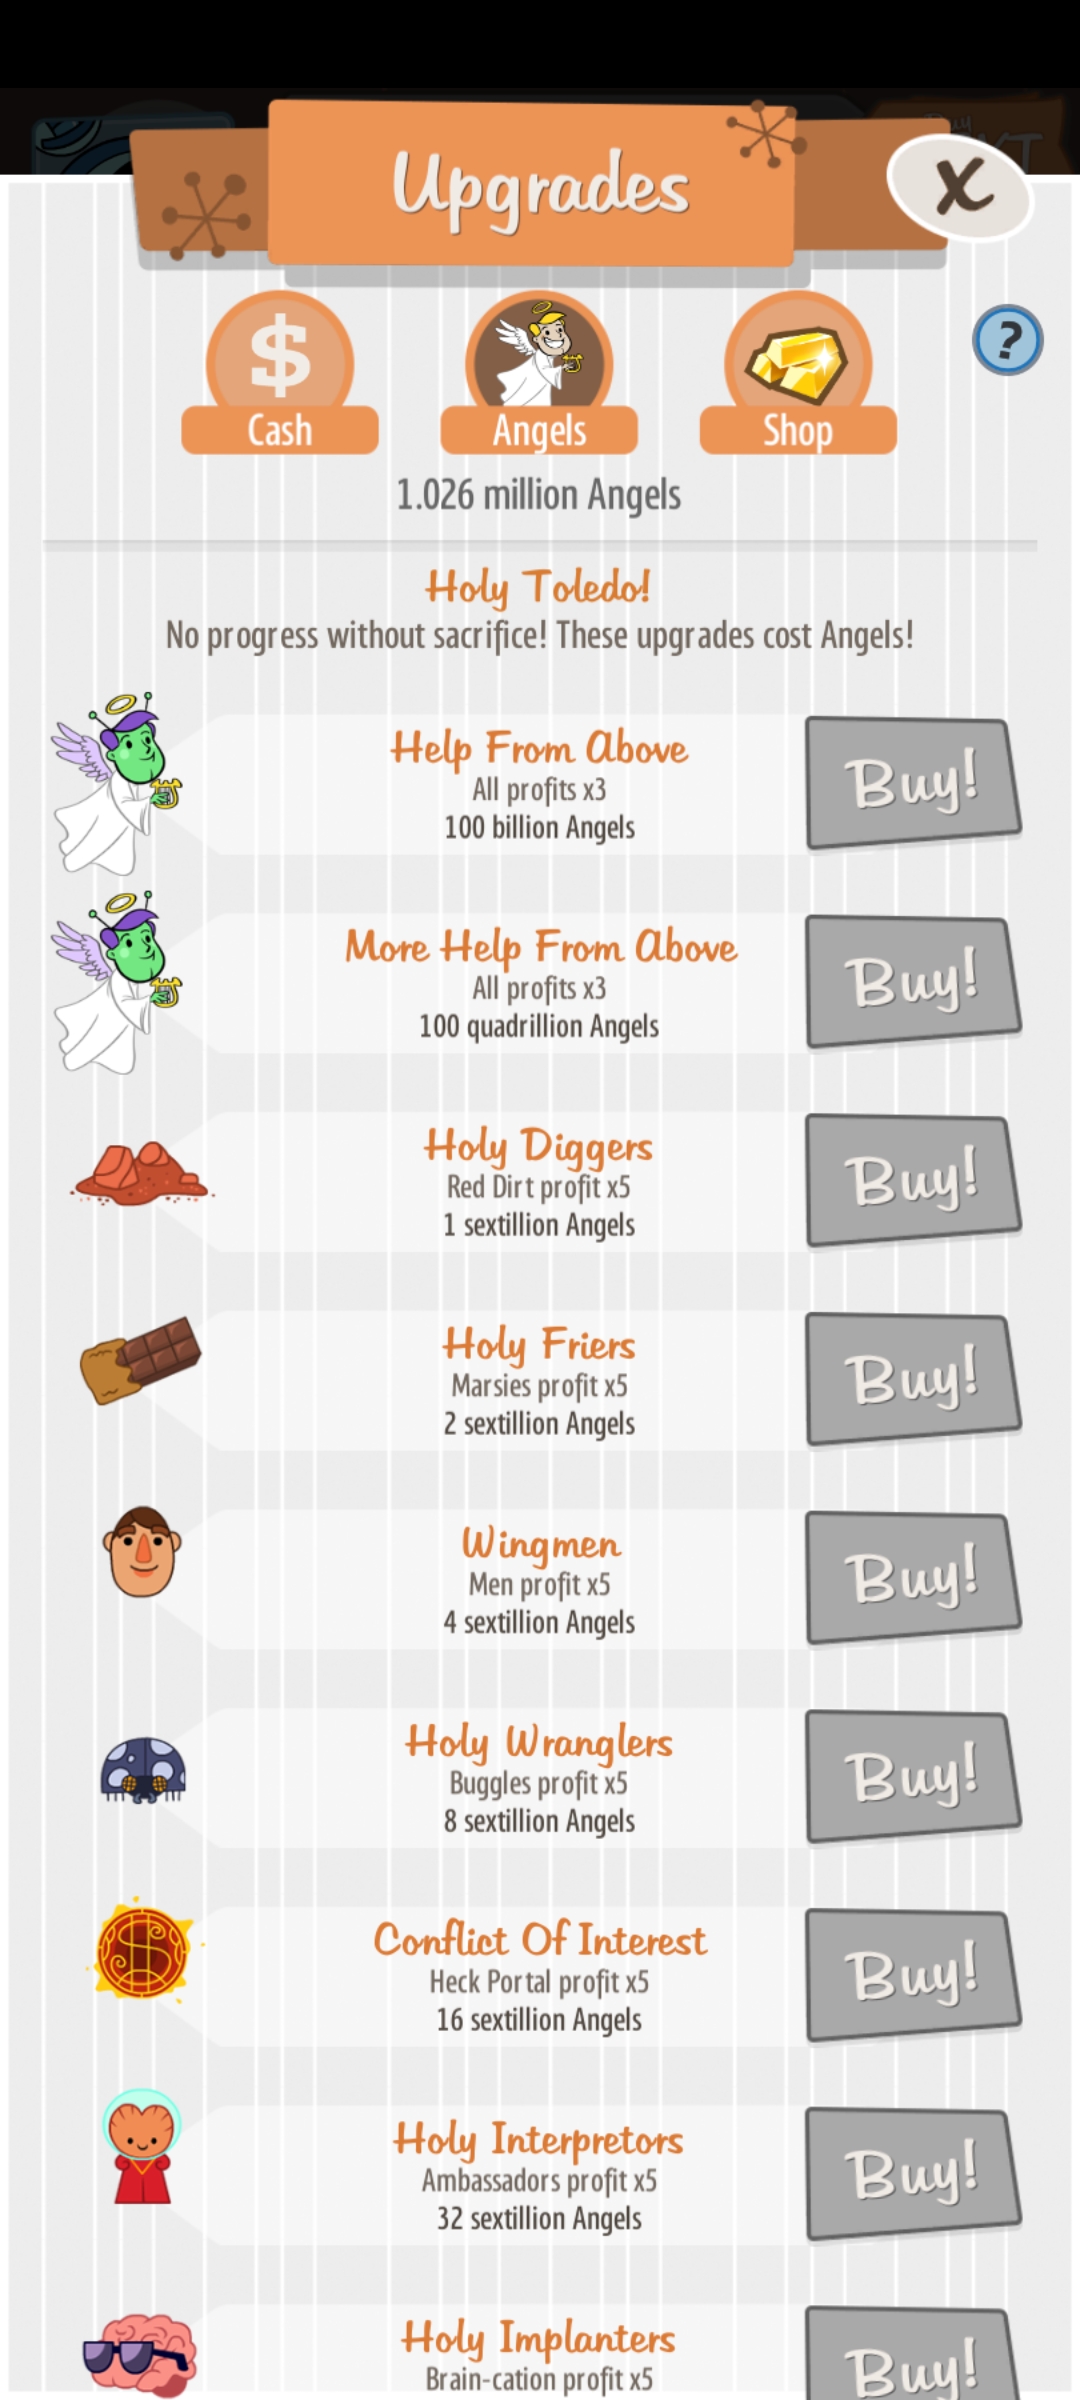 Upgrades
X
$
?
Cash
Angels
Shop
1.026 million Angels
Holy Toledo!
No progress without sacrifice! These upgrades cost Angels!
Help From Above
All profits x3
100 billion Angels
Buy!
More Help From Above
All profits x3
100 quadrillion Angels
Buy!
Holy Diggers
Red Dirt profit x5
1 sextillion Angels
Buy!
Holy Friers
Marsies profit x5
2 sextillion Angels
Buy!
Wingmen
Men profit x5
4 sextillion Angels
Buy!
Holy Wranglers
Buggles profit x5
8 sextillion Angels
Buy!
Conflict Of Interest
Heck Portal profit x5
16 sextillion Angels
Buy!
Holy Interpretors
Ambassadors profit x5
32 sextillion Angels
Buy!
Holy Implanters
Brain-cation profit x5
Buy!